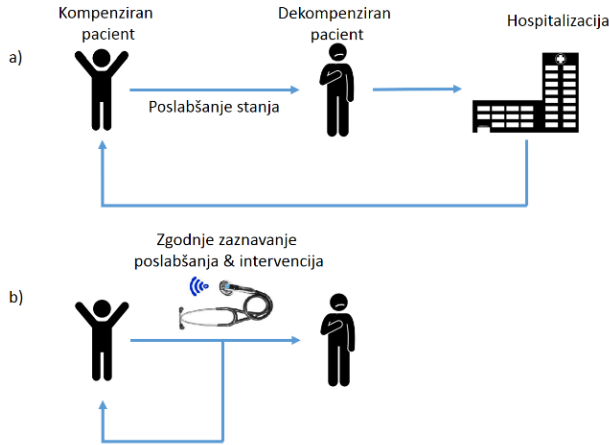 Kompenziran
pacient
Dekompenziran
pacient
Hospitalizacija
a)
Poslabšanje stanja
Zgodnje zaznavanje
poslabšanja & intervencija
b)